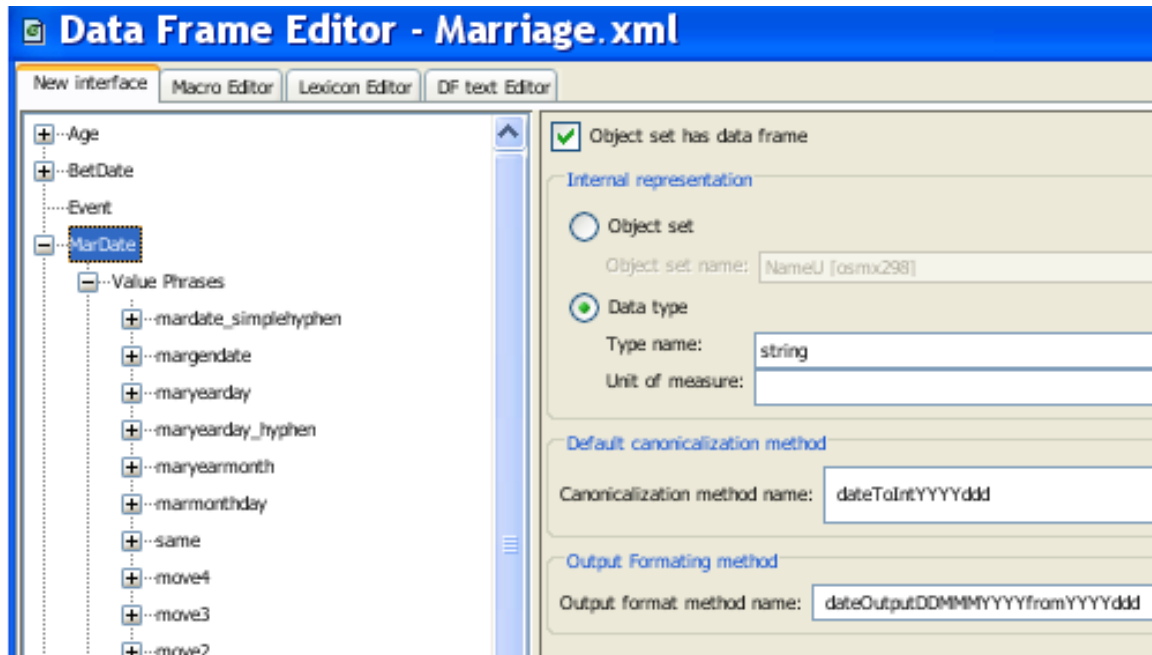 Data Frame Editor - Marriage.xml
New interface
Macro Editor
Lexicon Editor
DF text Editor
Age
BetDate
Event
MarDate
Value Phrases
mardate_simplehyphen
margendate
maryearday
maryearday_hyphen
maryearmonth
marmonthday
same
move4
move3
move2
Object set has data frame
Internal representation
Object set
Object set name: NameU [osmx298]
Data type
Type name: string
Unit of measure:
Default canonicalization method
Canonicalization method name: dateToIntYYYYddd
Output Formating method
Output format method name: dateOutputDDMMMYYYYfromYYYYddd